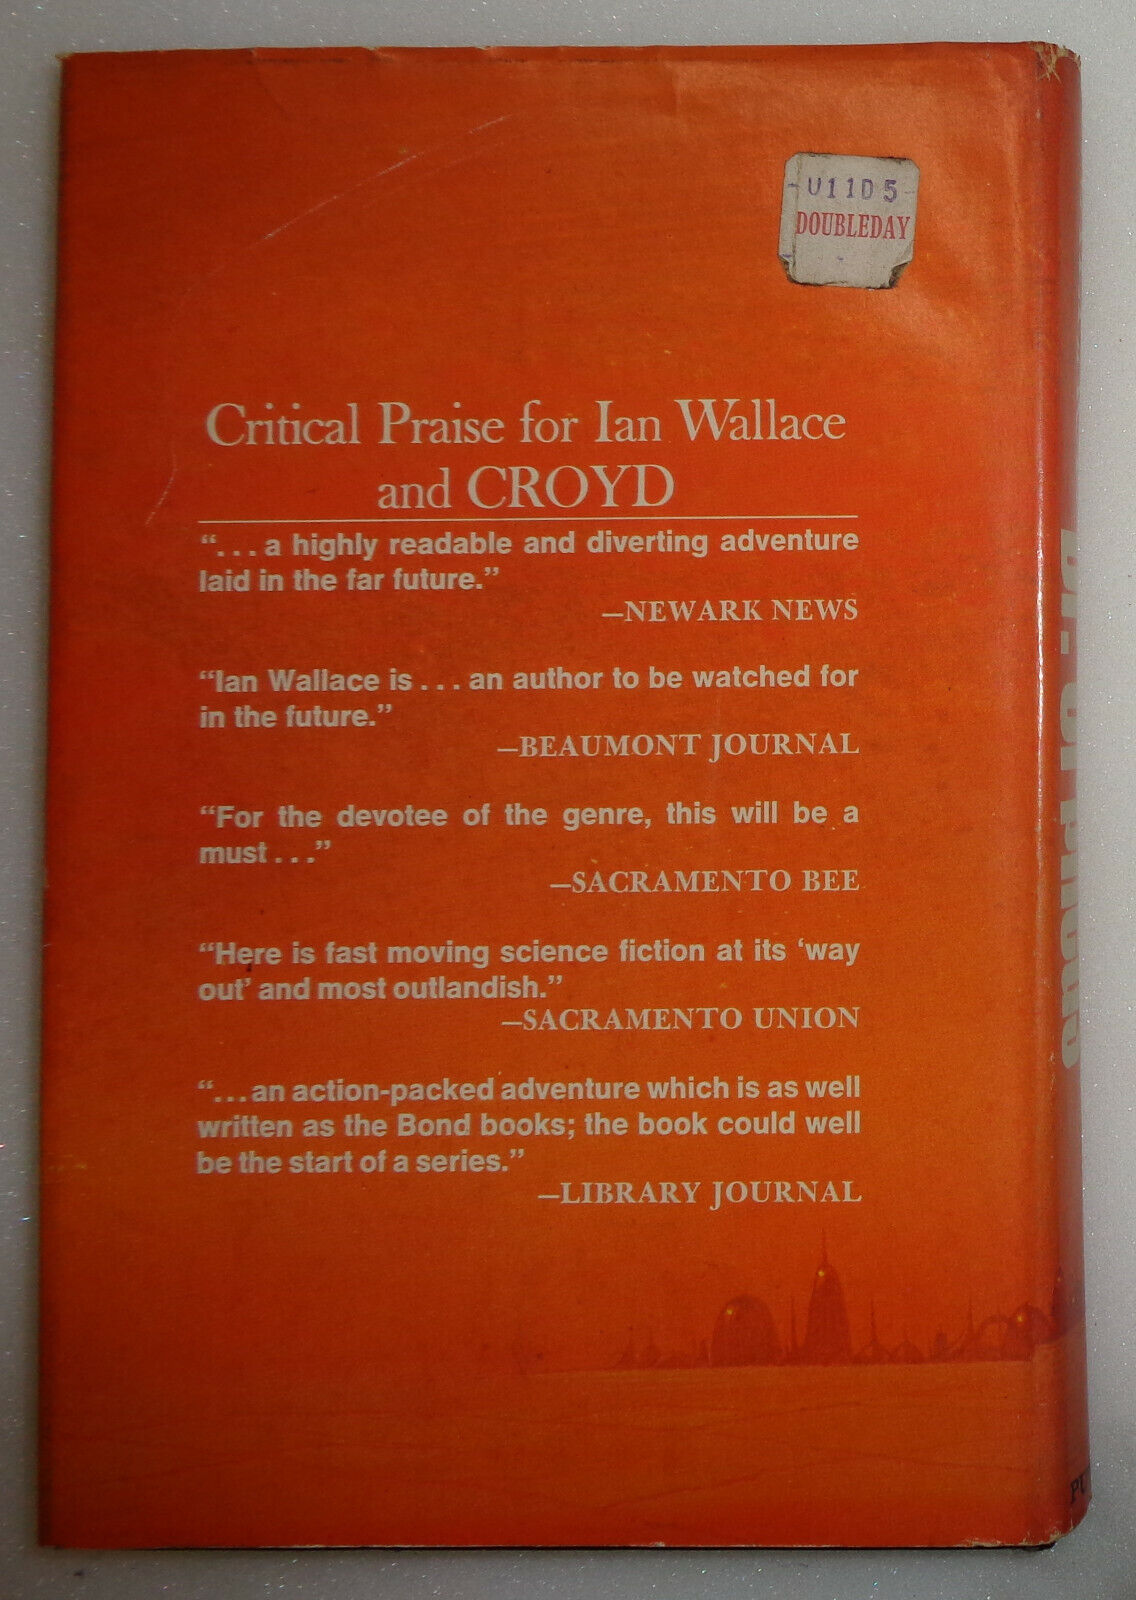 U11D5
DOUBLEDAY
Critical Praise for Ian Wallace
and CROYD
“. . . a highly readable and diverting adventure
laid in the far future.”
—NEWARK NEWS
“Ian Wallace is . . . an author to be watched for
in the future.”
—BEAUMONT JOURNAL
“For the devotee of the genre, this will be a
must . . .”
—SACRAMENTO BEE
“Here is fast moving science fiction at its ‘way
out’ and most outlandish.”
—SACRAMENTO UNION
“. . . an action-packed adventure which is as well
written as the Bond books; the book could well
be the start of a series.”
—LIBRARY JOURNAL